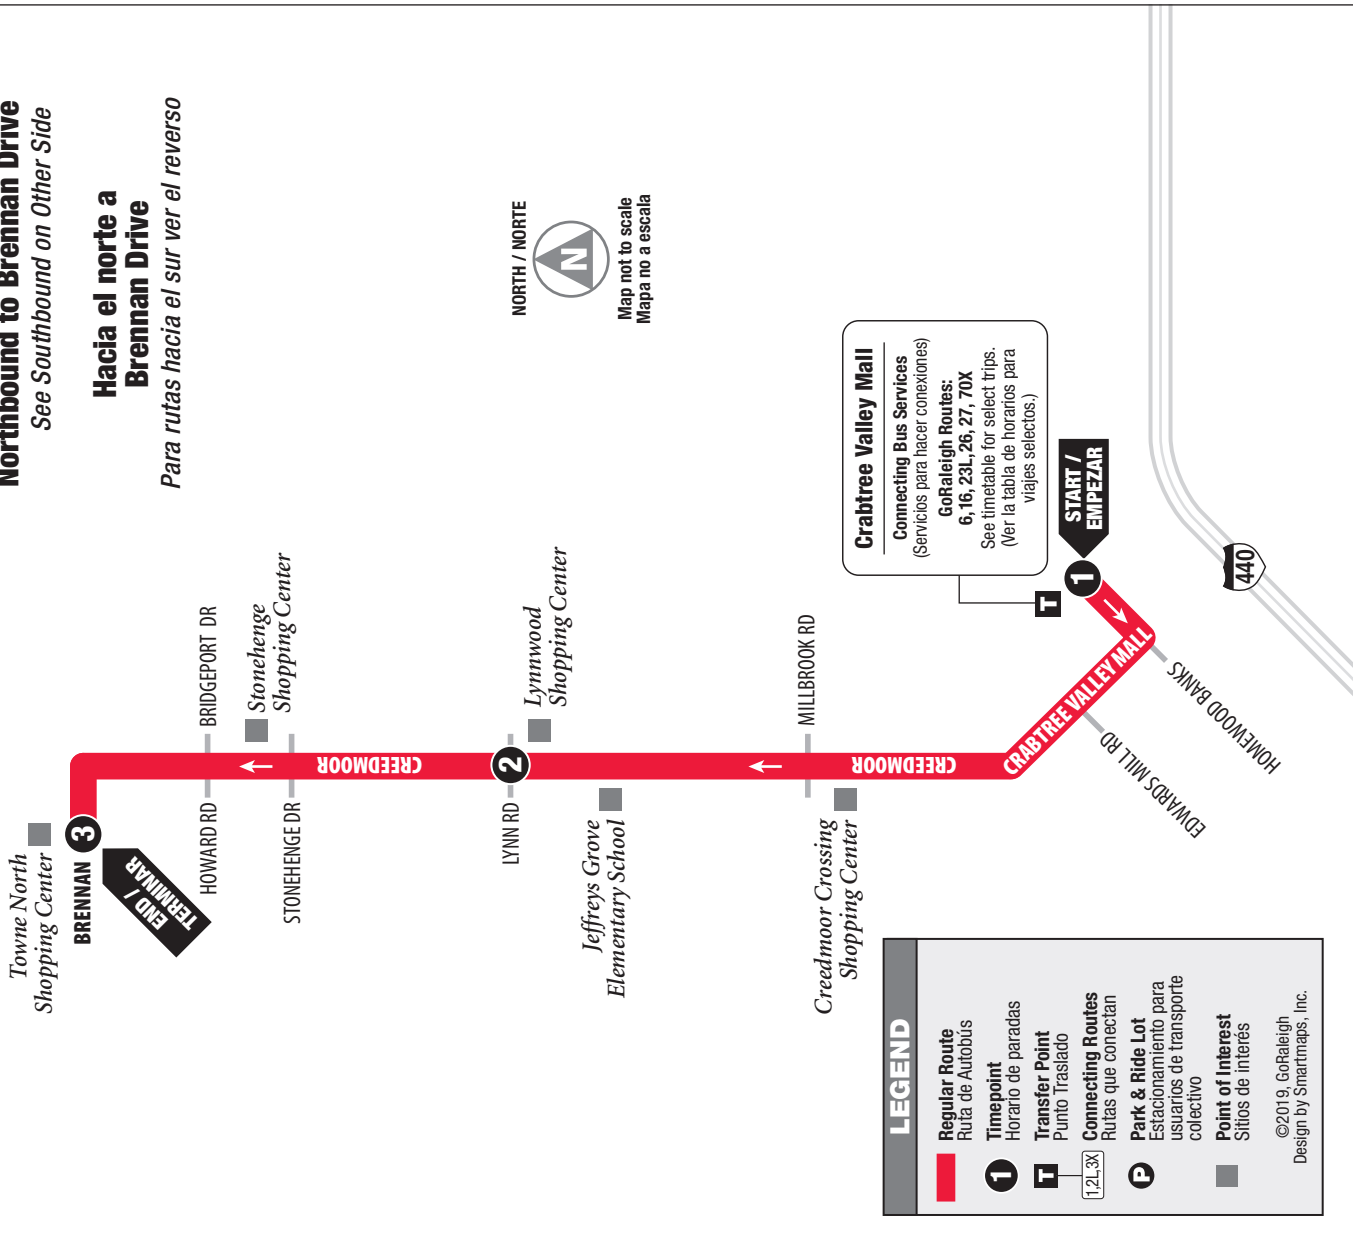 Northbound to Brennan Drive
See Southbound on Other Side
Hacia el norte a
Brennan Drive
Para rutas hacia el sur ver el reverso
NORTH / NORTE
N
Map not to scale
Mapa no a escala
Towne North
Shopping Center
BRENNAN
3
END /
TERMINAR
HOWARD RD
BRIDGEPORT DR
Stonehenge
Shopping Center
STONEHENGE DR
CREEDMOOR
LYNN RD
2
Lynnwood
Shopping Center
Jeffreys Grove
Elementary School
MILLBROOK RD
CREEDMOOR
Creedmoor Crossing
Shopping Center
CRABTREE VALLEY MALL
EDWARDS MILL RD
HOMEWOOD BANKS
Crabtree Valley Mall
Connecting Bus Services
(Servicios para hacer conexiones)
GoRaleigh Routes:
6, 16, 23L, 26, 27, 70X
See timetable for select trips.
(Ver la tabla de horarios para
viajes selectos.)
T
1
START /
EMPEZAR
440
LEGEND
Regular Route
Ruta de Autobús
1
Timepoint
Horario de paradas
T
Transfer Point
Punto Traslado
1,2L,3X
Connecting Routes
Rutas que conectan
P
Park & Ride Lot
Estacionamiento para
usuarios de transporte
colectivo
Point of Interest
Sitios de interés
©2019, GoRaleigh
Design by Smartmaps, Inc.